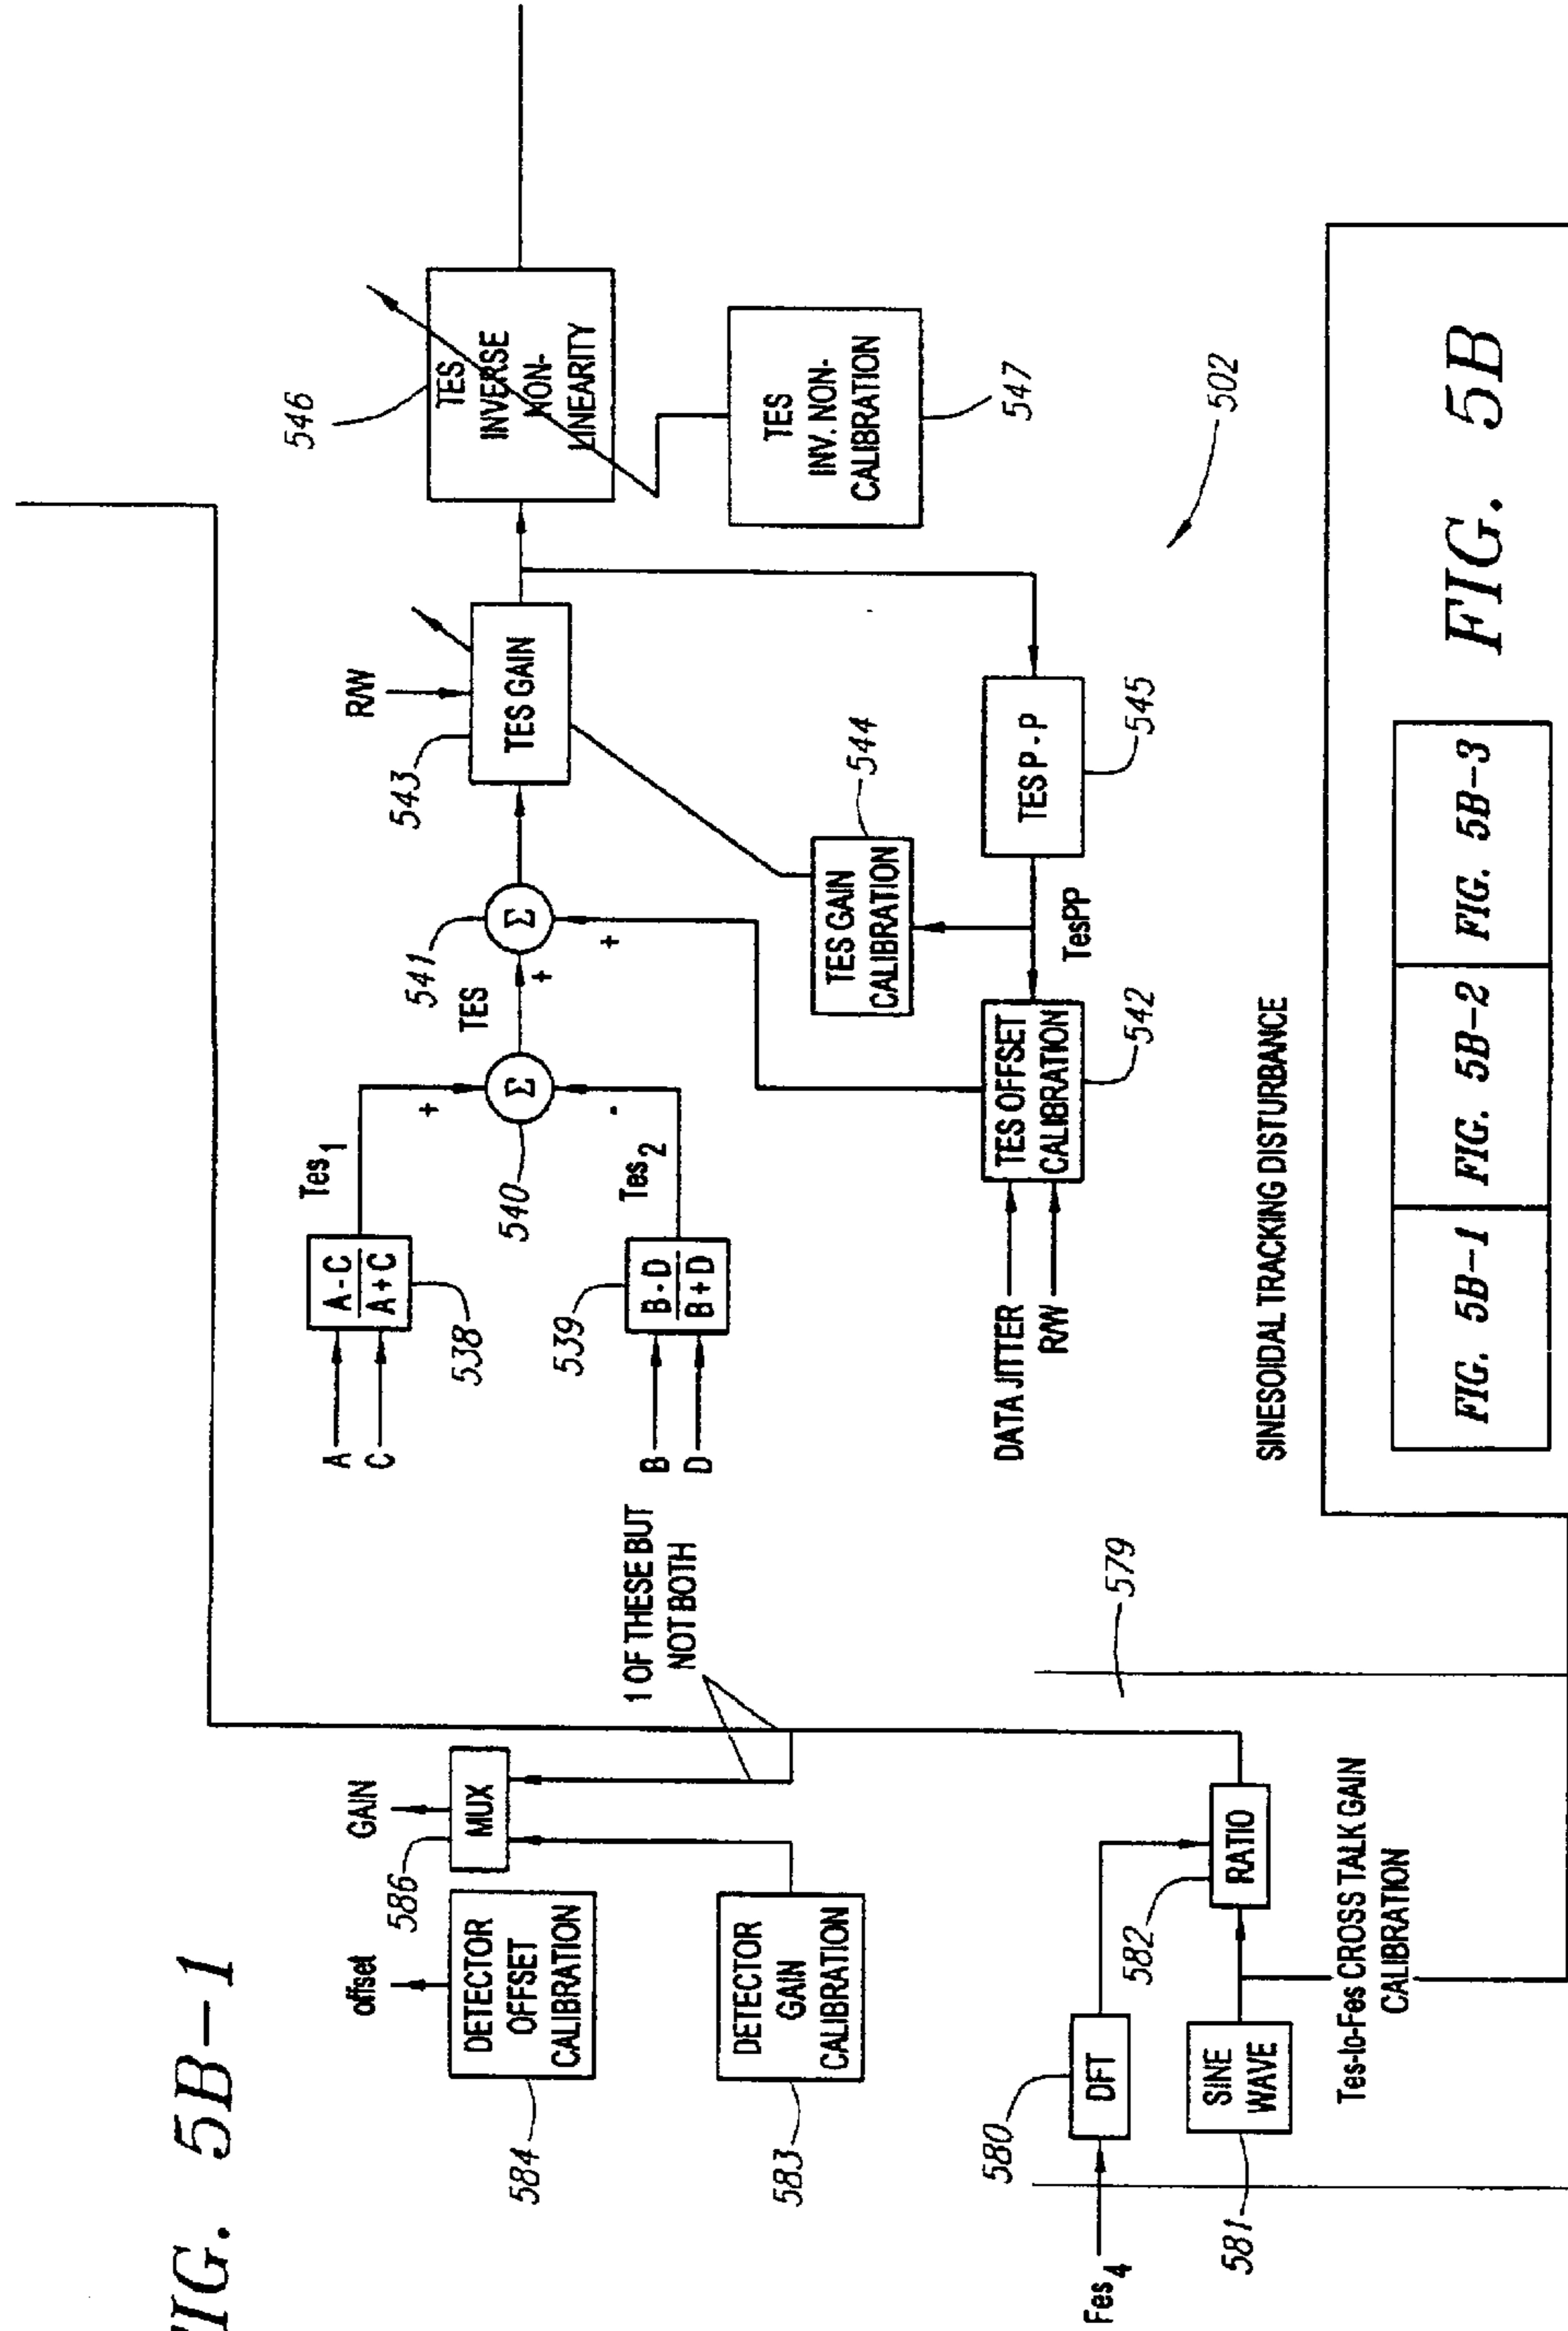 FIG. 5B-1
offset
GAIN
586
MUX
DETECTOR
OFFSET
CALIBRATION
584
DETECTOR
GAIN
CALIBRATION
583
1 OF THESE BUT
NOT BOTH
580
DFT
Fes4
582
RATIO
SINE
WAVE
581
Tes-to-Fes CROSS TALK GAIN
CALIBRATION
579
A
C
A - C
A + C
538
Tes1
B
D
539
B - D
B + D
Tes2
+
-
Σ
540
TES
541
+
Σ
+
543
R/W
TES GAIN
546
TES
INVERSE
NON-
LINEARITY
TES
INV. NON-
CALIBRATION
547
544
TES GAIN
CALIBRATION
TES P - P
545
TesPP
TES OFFSET
CALIBRATION
542
DATA JITTER
R/W
502
SINESOIDAL TRACKING DISTURBANCE
FIG. 5B-1 FIG. 5B-2 FIG. 5B-3
FIG. 5B